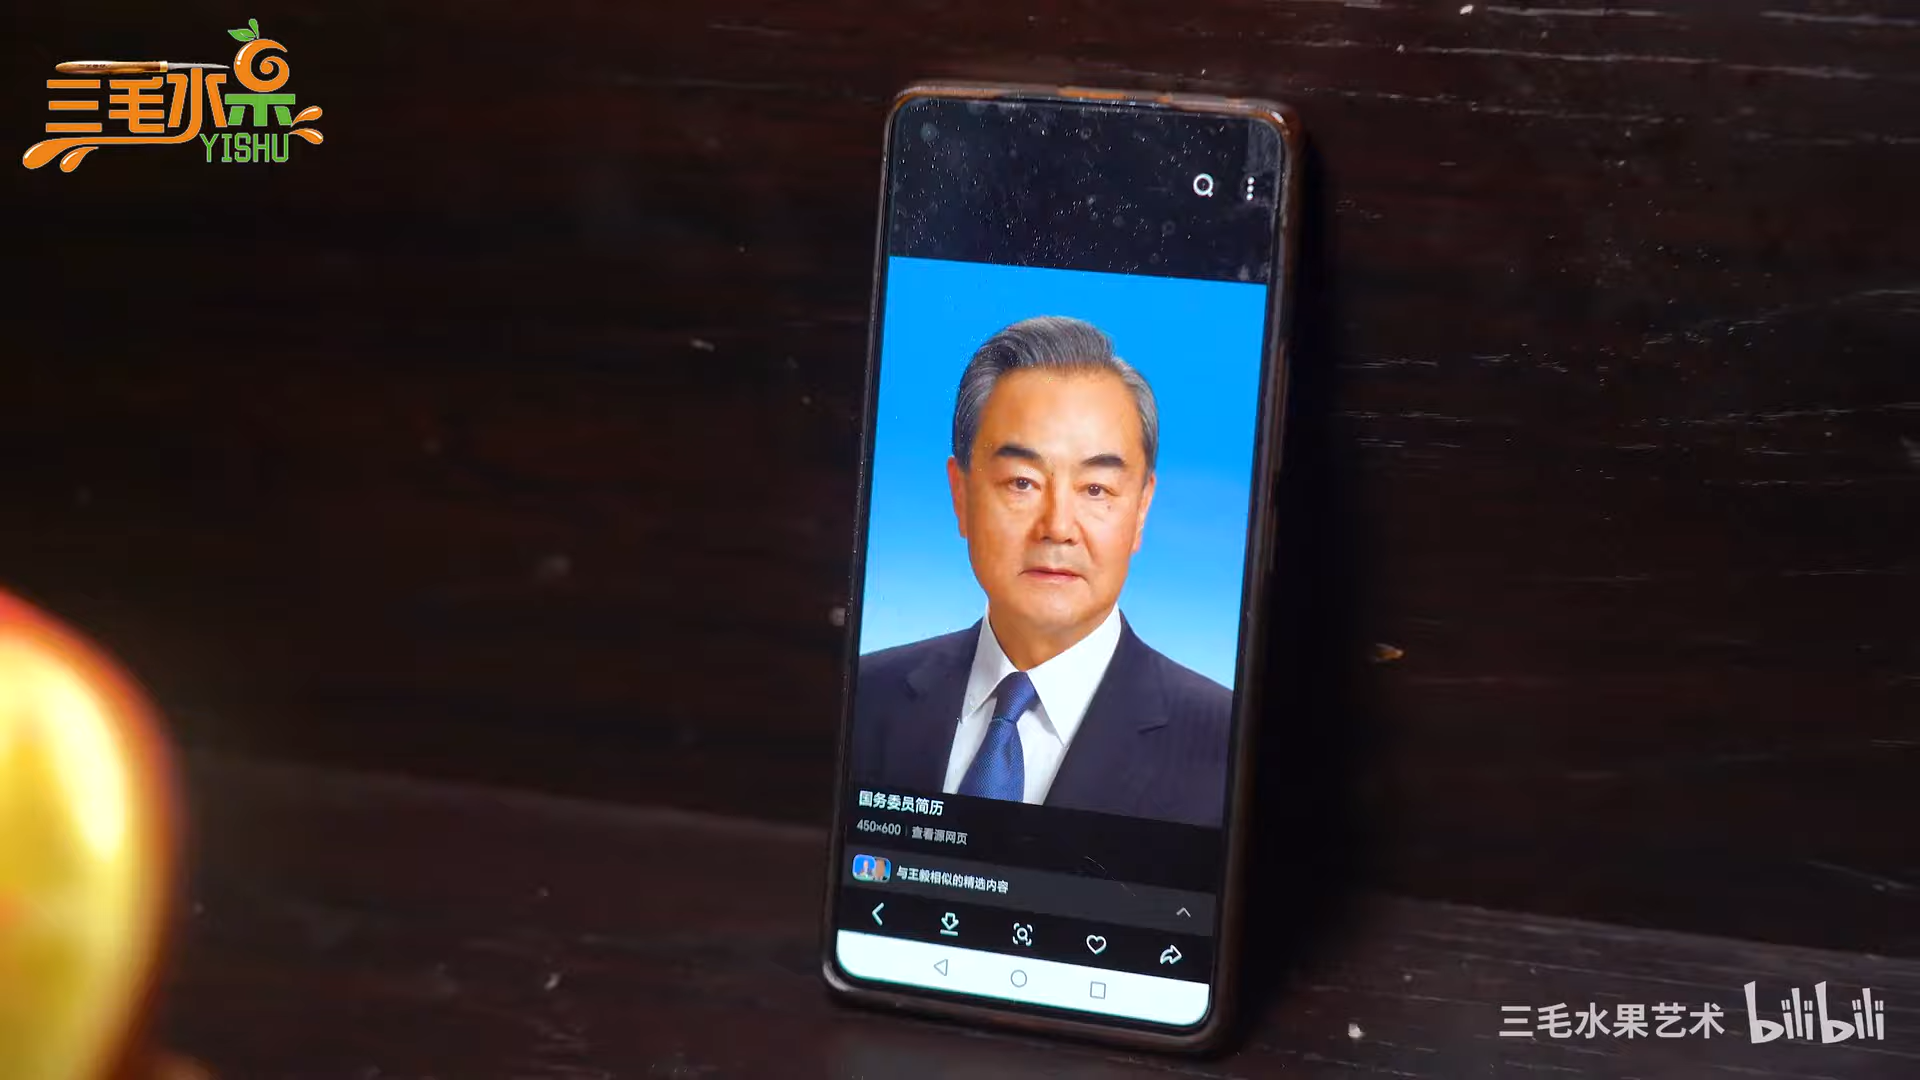 三毛水果
YISHU
国务委员简历
450×600 | 查看源网页
与王毅相似的精选内容
三毛水果艺术 bilibili